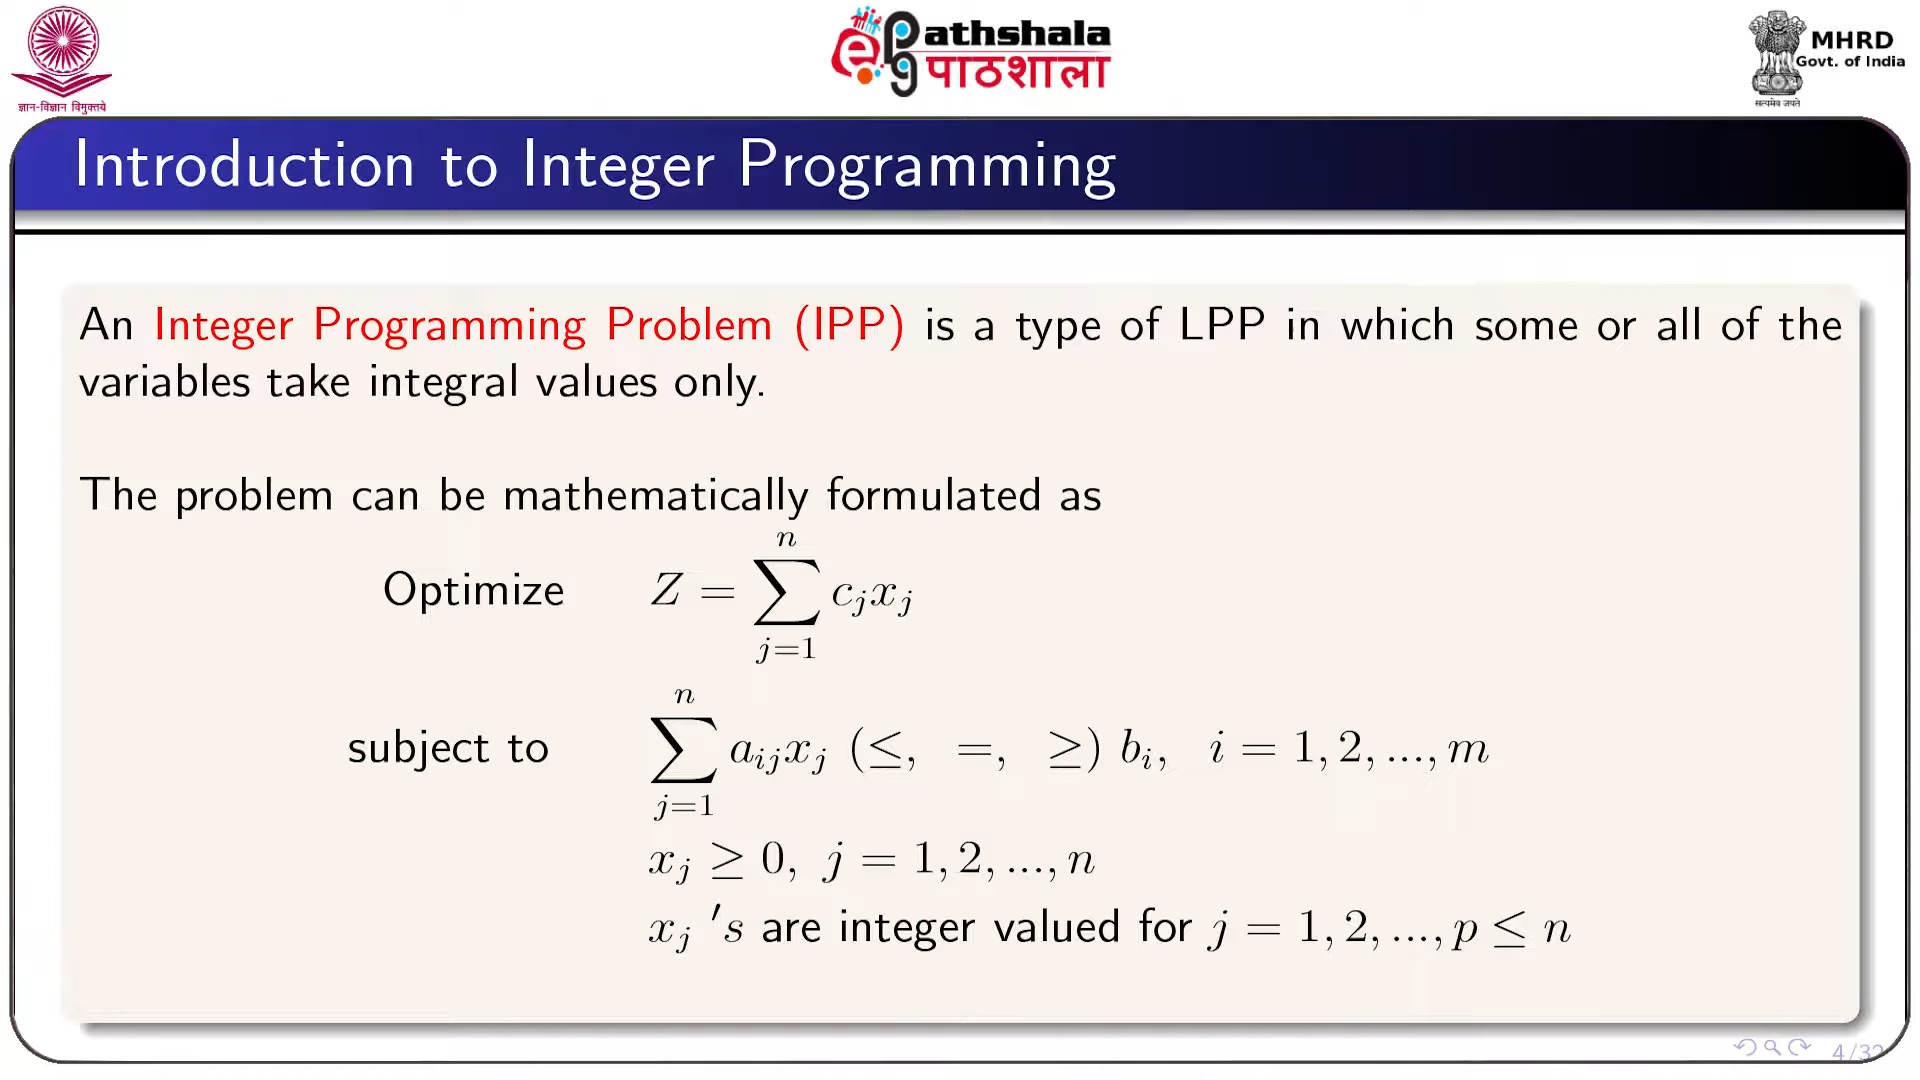 ज्ञान-विज्ञान विमुक्तये
ePathshala
पाठशाला
MHRD
Govt. of India
सत्यमेव जयते
Introduction to Integer Programming
An Integer Programming Problem (IPP) is a type of LPP in which some or all of the
variables take integral values only.
The problem can be mathematically formulated as
Optimize Z = \sum_{j=1}^{n} c_j x_j
subject to \sum_{j=1}^{n} a_{ij} x_j (≤, =, ≥) b_i, i = 1, 2, ..., m
x_j ≥ 0, j = 1, 2, ..., n
x_j 's are integer valued for j = 1, 2, ..., p ≤ n
4/32